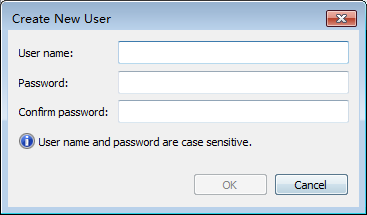 Create New User
User name:
Password:
Confirm password:
User name and password are case sensitive.
OK
Cancel